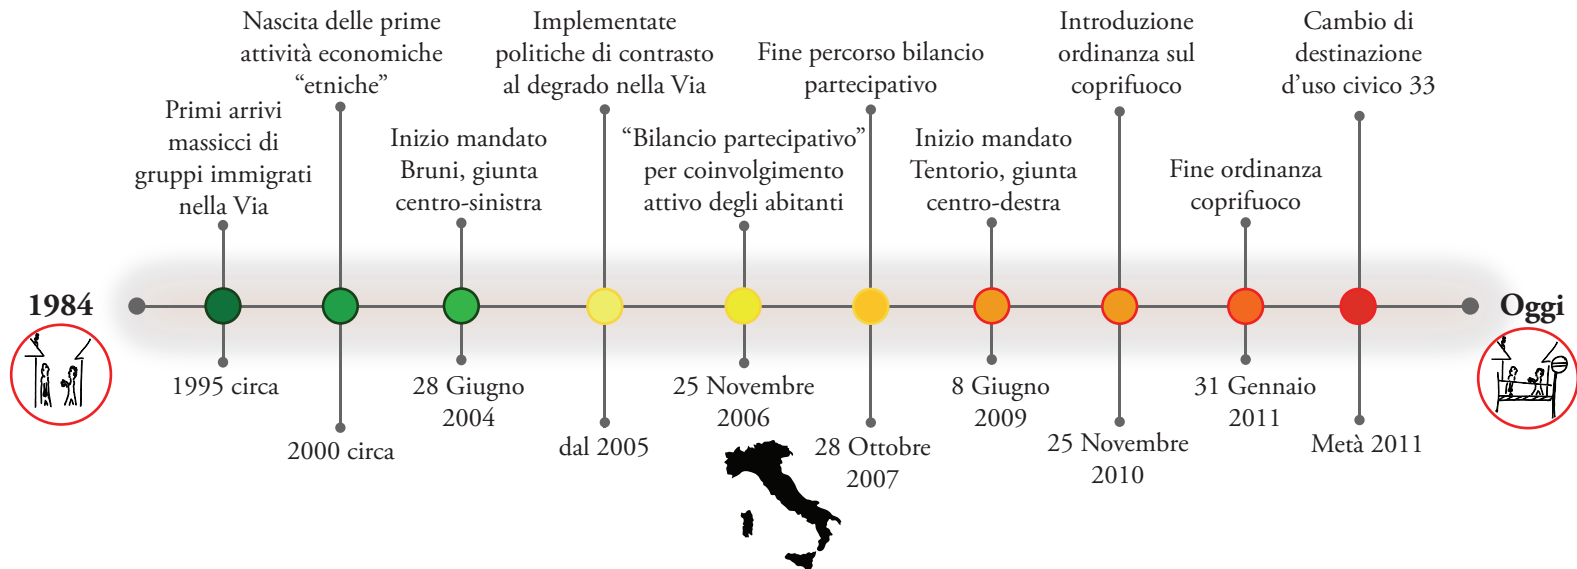 1984
Primi arrivi
massicci di
gruppi immigrati
nella Via
1995 circa
Nascita delle prime
attività economiche
“etniche”
2000 circa
Inizio mandato
Bruni, giunta
centro-sinistra
28 Giugno
2004
Implementate
politiche di contrasto
al degrado nella Via
dal 2005
“Bilancio partecipativo”
per coinvolgimento
attivo degli abitanti
25 Novembre
2006
Fine percorso bilancio
partecipativo
28 Ottobre
2007
Inizio mandato
Tentorio, giunta
centro-destra
8 Giugno
2009
Introduzione
ordinanza sul
coprifuoco
25 Novembre
2010
Fine ordinanza
coprifuoco
31 Gennaio
2011
Cambio di
destinazione
d’uso civico 33
Metà 2011
Oggi